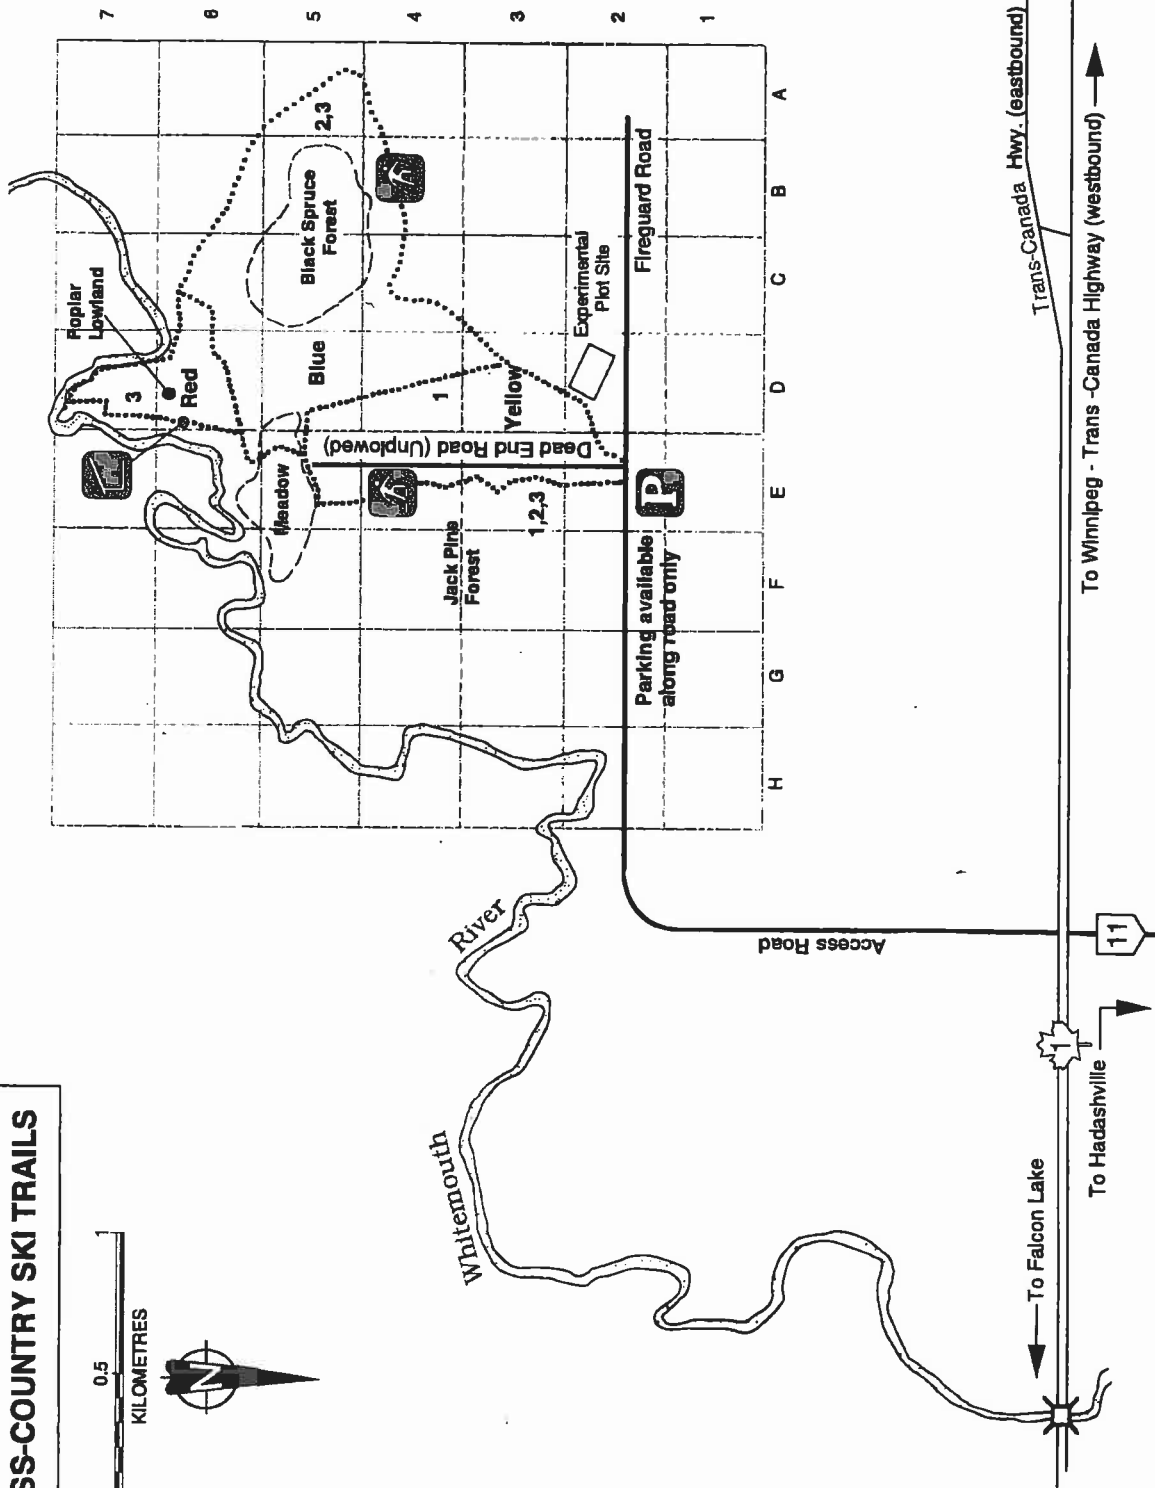 SS-COUNTRY SKI TRAILS
0.5
1
KILOMETRES
N
7
6
5
4
3
2
1
A
B
C
D
E
F
G
H
Poplar
Lowland
3
Red
2,3
Black Spruce
Forest
Blue
Meadow
1
Yellow
Dead End Road (Unplowed)
Experimental
Plot Site
Fireguard Road
Jack Pine
Forest
1,2,3
P
Parking available
along road only
Whitemouth
River
Access Road
Trans-Canada Hwy. (eastbound)
To Winnipeg - Trans -Canada Highway (westbound)
11
1
To Hadashville
To Falcon Lake